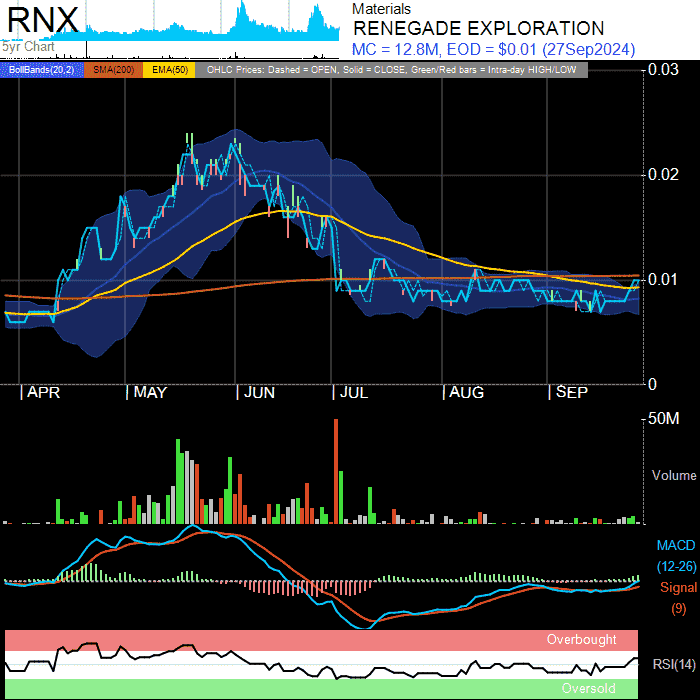 RNX
5yr Chart
Materials
RENEGADE EXPLORATION
MC = 12.8M, EOD = $0.01 (27Sep2024)
BollBands(20,2) SMA(200) EMA(50) OHLC Prices: Dashed = OPEN, Solid = CLOSE, Green/Red bars = Intra-day HIGH/LOW
0.03
0.02
0.01
0
APR MAY JUN JUL AUG SEP
50M
Volume
MACD
(12-26)
Signal
(9)
Overbought
RSI(14)
Oversold